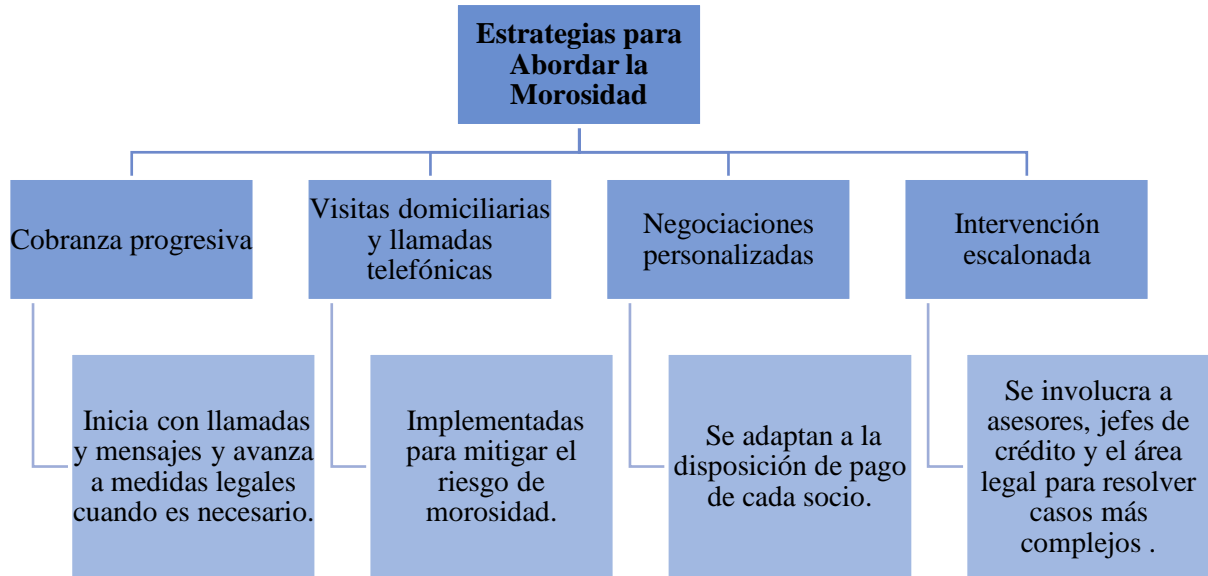 Estrategias para
Abordar la
Morosidad
Cobranza progresiva
Visitas domiciliarias
y llamadas
telefónicas
Negociaciones
personalizadas
Intervención
escalonada
Inicia con llamadas
y mensajes y avanza
a medidas legales
cuando es necesario.
Implementadas
para mitigar el
riesgo de
morosidad.
Se adaptan a la
disposición de pago
de cada socio.
Se involucra a
asesores, jefes de
crédito y el área
legal para resolver
casos más
complejos .